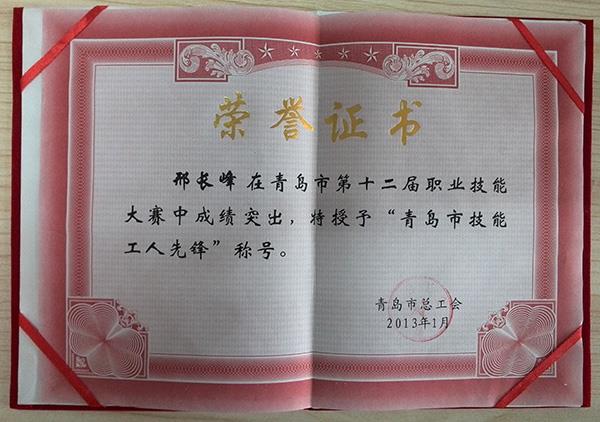 荣誉证书
邢长峰在青岛市第十二届职业技能
大赛中成绩突出，特授予“青岛市技能
工人先锋”称号。
青岛市总工会
2013年1月